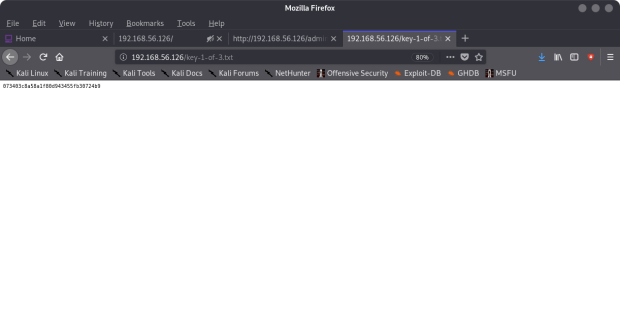 Mozilla Firefox
File Edit View History Bookmarks Tools Help
Home 192.168.56.126/ http://192.168.56.126/admi 192.168.56.126/key-1-of-3.
192.168.56.126/key-1-of-3.txt 80%
Kali Linux Kali Training Kali Tools Kali Docs Kali Forums NetHunter Offensive Security Exploit-DB GHDB MSFU
073403c8a58a1f80d943455fb30724b9